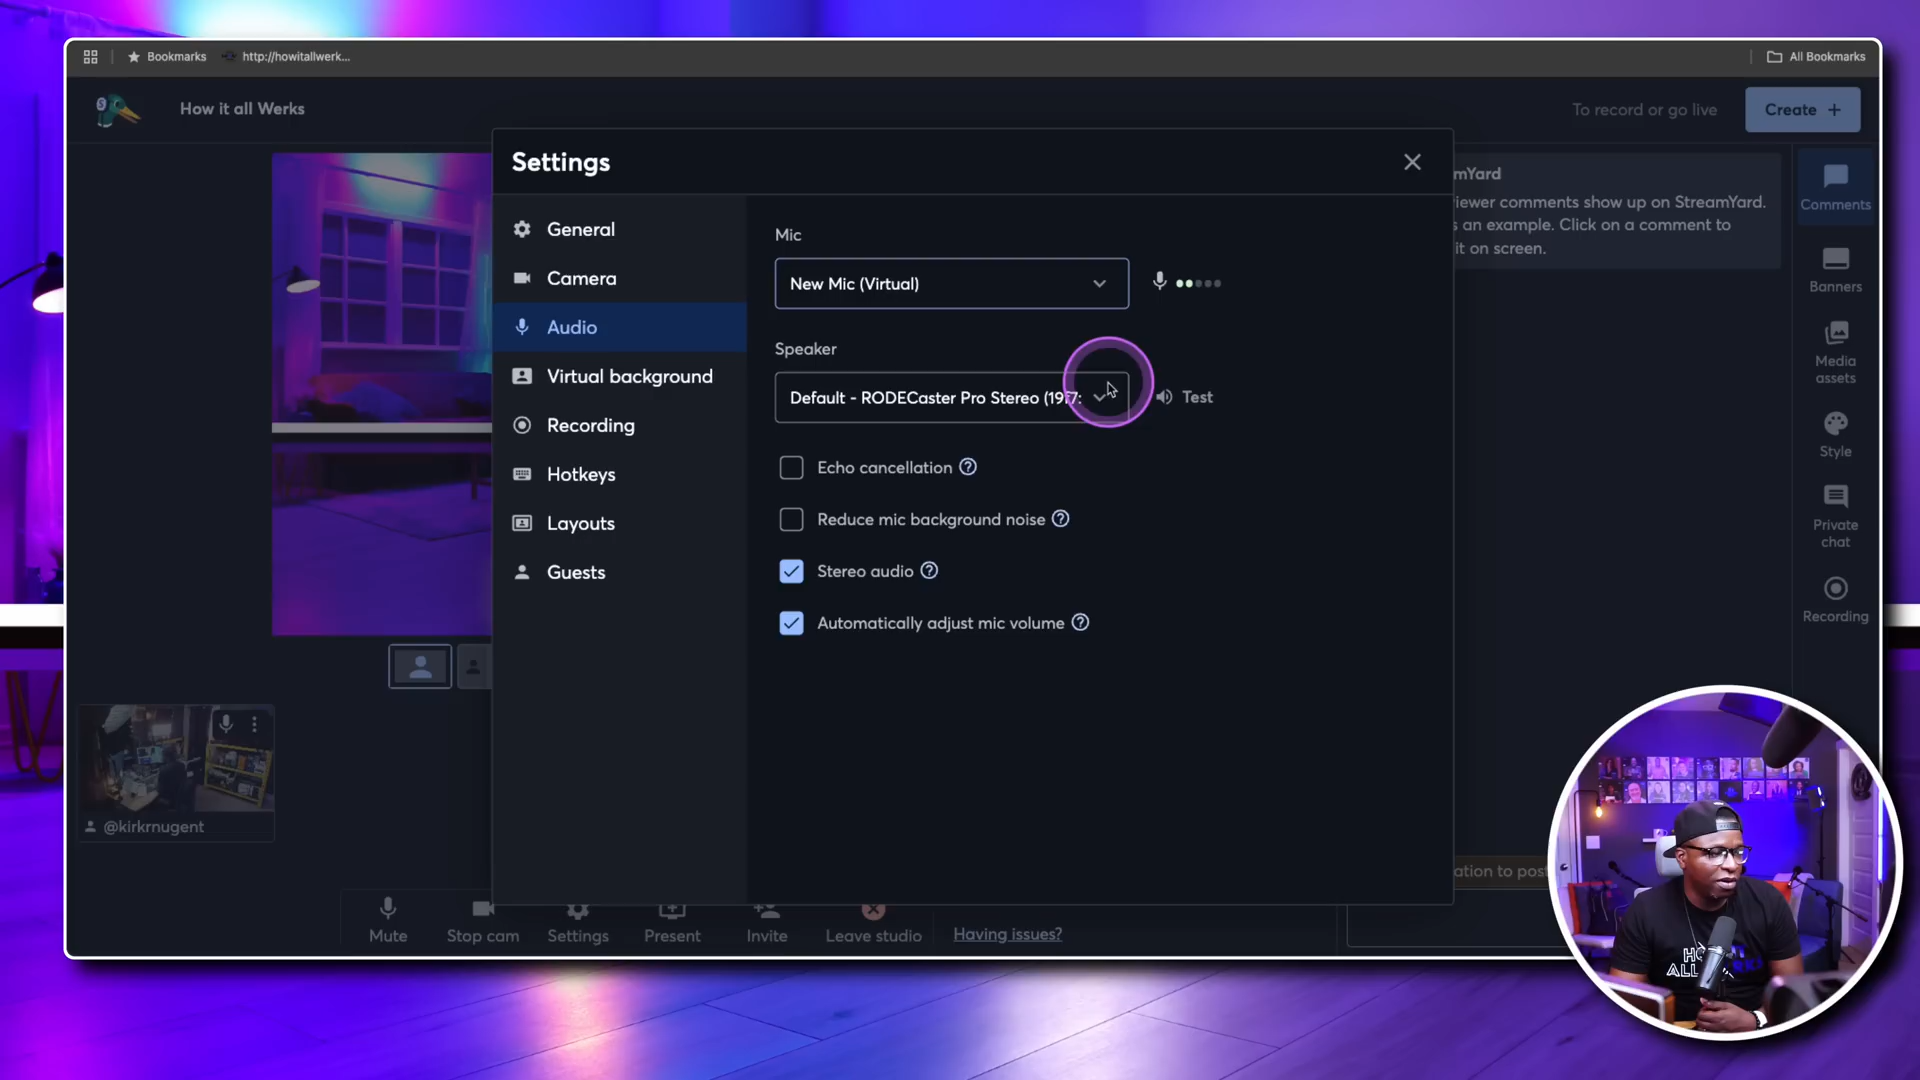 Bookmarks
http://howitallwerk...
All Bookmarks
How it all Werks
To record or go live
Create +
Settings
mYard
iewer comments show up on StreamYard.
s an example. Click on a comment to
it on screen.
General
Camera
Audio
Virtual background
Recording
Hotkeys
Layouts
Guests
Mic
New Mic (Virtual)
Speaker
Default - RODECaster Pro Stereo (19f7:
Test
Echo cancellation
Reduce mic background noise
Stereo audio
Automatically adjust mic volume
Comments
Banners
Media
assets
Style
Private
chat
Recording
@kirkrnugent
ation to post
Mute
Stop cam
Settings
Present
Invite
Leave studio
Having issues?